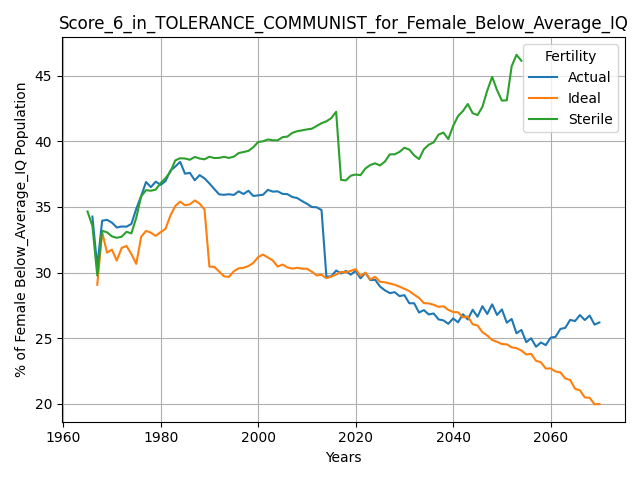 Score_6_in_TOLERANCE_COMMUNIST_for_Female_Below_Average_IQ
Fertility
Actual
Ideal
Sterile
% of Female Below_Average_IQ Population
45
40
35
30
25
20
1960 1980 2000 2020 2040 2060
Years